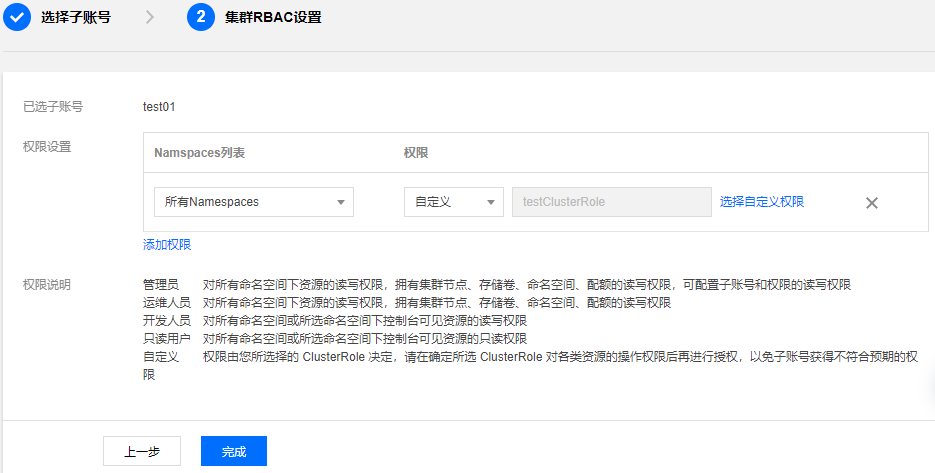 选择子账号
2 集群RBAC设置
已选子账号 test01
权限设置
Namspaces列表 权限
所有Namespaces 自定义 testClusterRole 选择自定义权限
添加权限
权限说明 管理员 对所有命名空间下资源的读写权限，拥有集群节点、存储卷、命名空间、配额的读写权限，可配置子账号和权限的读写权限
运维人员 对所有命名空间下资源的读写权限，拥有集群节点、存储卷、命名空间、配额的读写权限
开发人员 对所有命名空间或所选命名空间下控制台可见资源的读写权限
只读用户 对所有命名空间或所选命名空间下控制台可见资源的只读权限
自定义 权限由您所选择的 ClusterRole 决定，请在确定所选 ClusterRole 对各类资源的操作权限后再进行授权，以免子账号获得不符合预期的权
限
上一步 完成